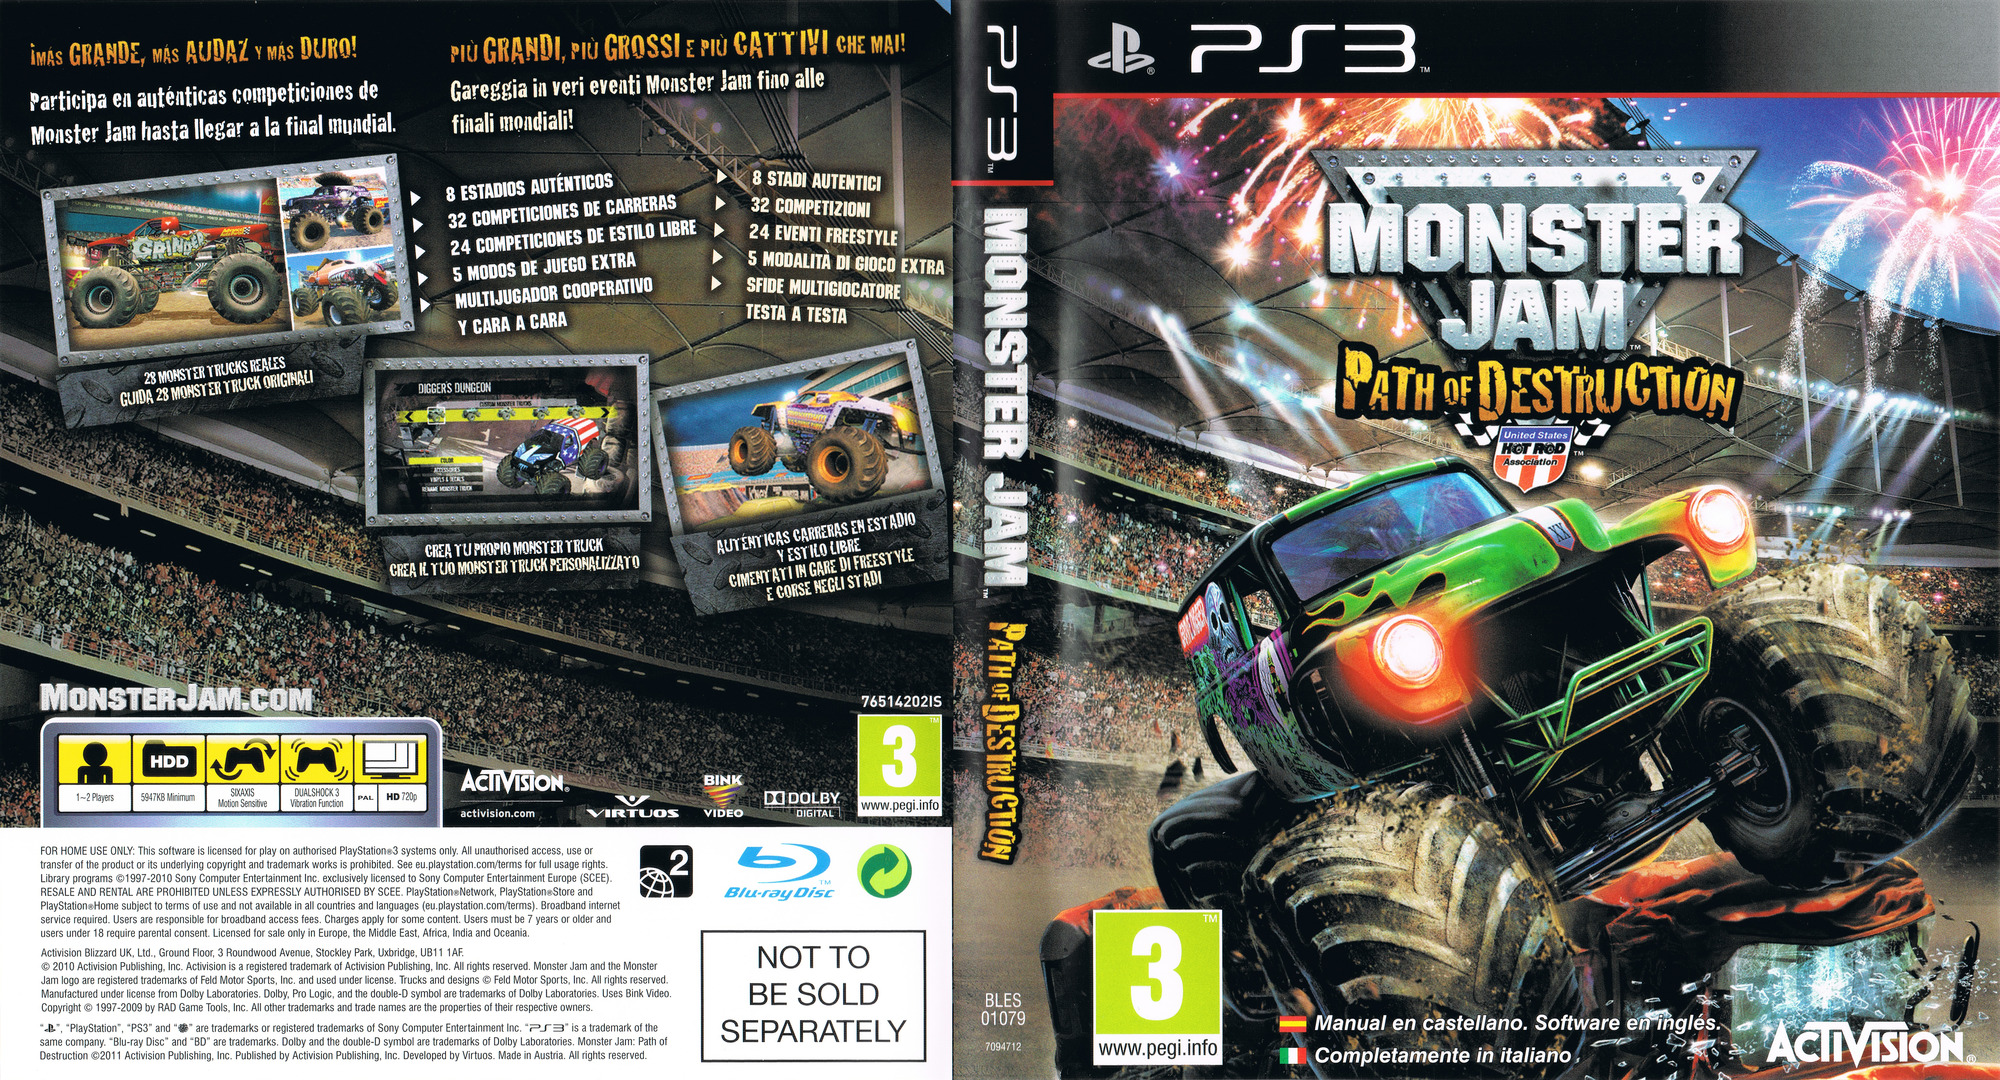 ¡MÁS GRANDE, MÁS AUDAZ Y MÁS DURO!
Participa en auténticas competiciones de
Monster Jam hasta llegar a la final mundial.
PIÙ GRANDI, PIÙ GROSSI E PIÙ CATTIVI CHE MAI!
Gareggia in veri eventi Monster Jam fino alle
finali mondiali!
8 ESTADIOS AUTÉNTICOS
32 COMPETICIONES DE CARRERAS
24 COMPETICIONES DE ESTILO LIBRE
5 MODOS DE JUEGO EXTRA
MULTIJUGADOR COOPERATIVO
Y CARA A CARA
8 STADI AUTENTICI
32 COMPETIZIONI
24 EVENTI FREESTYLE
5 MODALITÀ DI GIOCO EXTRA
SFIDE MULTIGIOCATORE
TESTA A TESTA
GRINDER
28 MONSTER TRUCKS REALES
GUIDA 28 MONSTER TRUCK ORIGINALI
DIGGER'S DUNGEON
CUSTOM MONSTER TRUCKS
COLOR
ACCESSORIES
VINYLS & DECALS
RENAME MONSTER TRUCK
CREA TU PROPIO MONSTER TRUCK
CREA IL TUO MONSTER TRUCK PERSONALIZZATO
AUTÉNTICAS CARRERAS EN ESTADIO
Y ESTILO LIBRE
CIMENTATI IN GARE DI FREESTYLE
E CORSE NEGLI STADI
MONSTERJAM.COM
76514202IS
1~2 Players
HDD
5947KB Minimum
SIXAXIS
Motion Sensitive
DUALSHOCK 3
Vibration Function
PAL
HD 720p
ACTIVISION®
activision.com
VIRTUOS
BINK
VIDEO
DOLBY
DIGITAL
3™
www.pegi.info
FOR HOME USE ONLY: This software is licensed for play on authorised PlayStation®3 systems only. All unauthorised access, use or
transfer of the product or its underlying copyright and trademark works is prohibited. See eu.playstation.com/terms for full usage rights.
Library programs ©1997-2010 Sony Computer Entertainment Inc. exclusively licensed to Sony Computer Entertainment Europe (SCEE).
RESALE AND RENTAL ARE PROHIBITED UNLESS EXPRESSLY AUTHORISED BY SCEE. PlayStation®Network, PlayStation®Store and
PlayStation®Home subject to terms of use and not available in all countries and languages (eu.playstation.com/terms). Broadband internet
service required. Users are responsible for broadband access fees. Charges apply for some content. Users must be 7 years or older and
users under 18 require parental consent. Licensed for sale only in Europe, the Middle East, Africa, India and Oceania.
Activision Blizzard UK, Ltd., Ground Floor, 3 Roundwood Avenue, Stockley Park, Uxbridge, UB11 1AF.
© 2010 Activision Publishing, Inc. Activision is a registered trademark of Activision Publishing, Inc. All rights reserved. Monster Jam and the Monster
Jam logo are registered trademarks of Feld Motor Sports, Inc. and used under license. Trucks and designs © Feld Motor Sports, Inc. All rights reserved.
Manufactured under license from Dolby Laboratories. Dolby, Pro Logic, and the double-D symbol are trademarks of Dolby Laboratories. Uses Bink Video.
Copyright © 1997-2009 by RAD Game Tools, Inc. All other trademarks and trade names are the properties of their respective owners.
"", "PlayStation", "PS3" and "" are trademarks or registered trademarks of Sony Computer Entertainment Inc. "PS3" is a trademark of the
same company. "Blu-ray Disc" and "BD" are trademarks. Dolby and the double-D symbol are trademarks of Dolby Laboratories. Monster Jam: Path of
Destruction ©2011 Activision Publishing, Inc. Published by Activision Publishing, Inc. Developed by Virtuos. Made in Austria. All rights reserved.
2
Blu-ray Disc™
NOT TO
BE SOLD
SEPARATELY
PS3™
MONSTER JAM™
PATH OF DESTRUCTION
BLES
01079
7094712
PS3™
MONSTER
JAM™
PATH OF DESTRUCTION
United States
HOT ROD
Association™
XX
3™
www.pegi.info
Manual en castellano. Software en inglés.
Completamente in italiano
ACTIVISION®